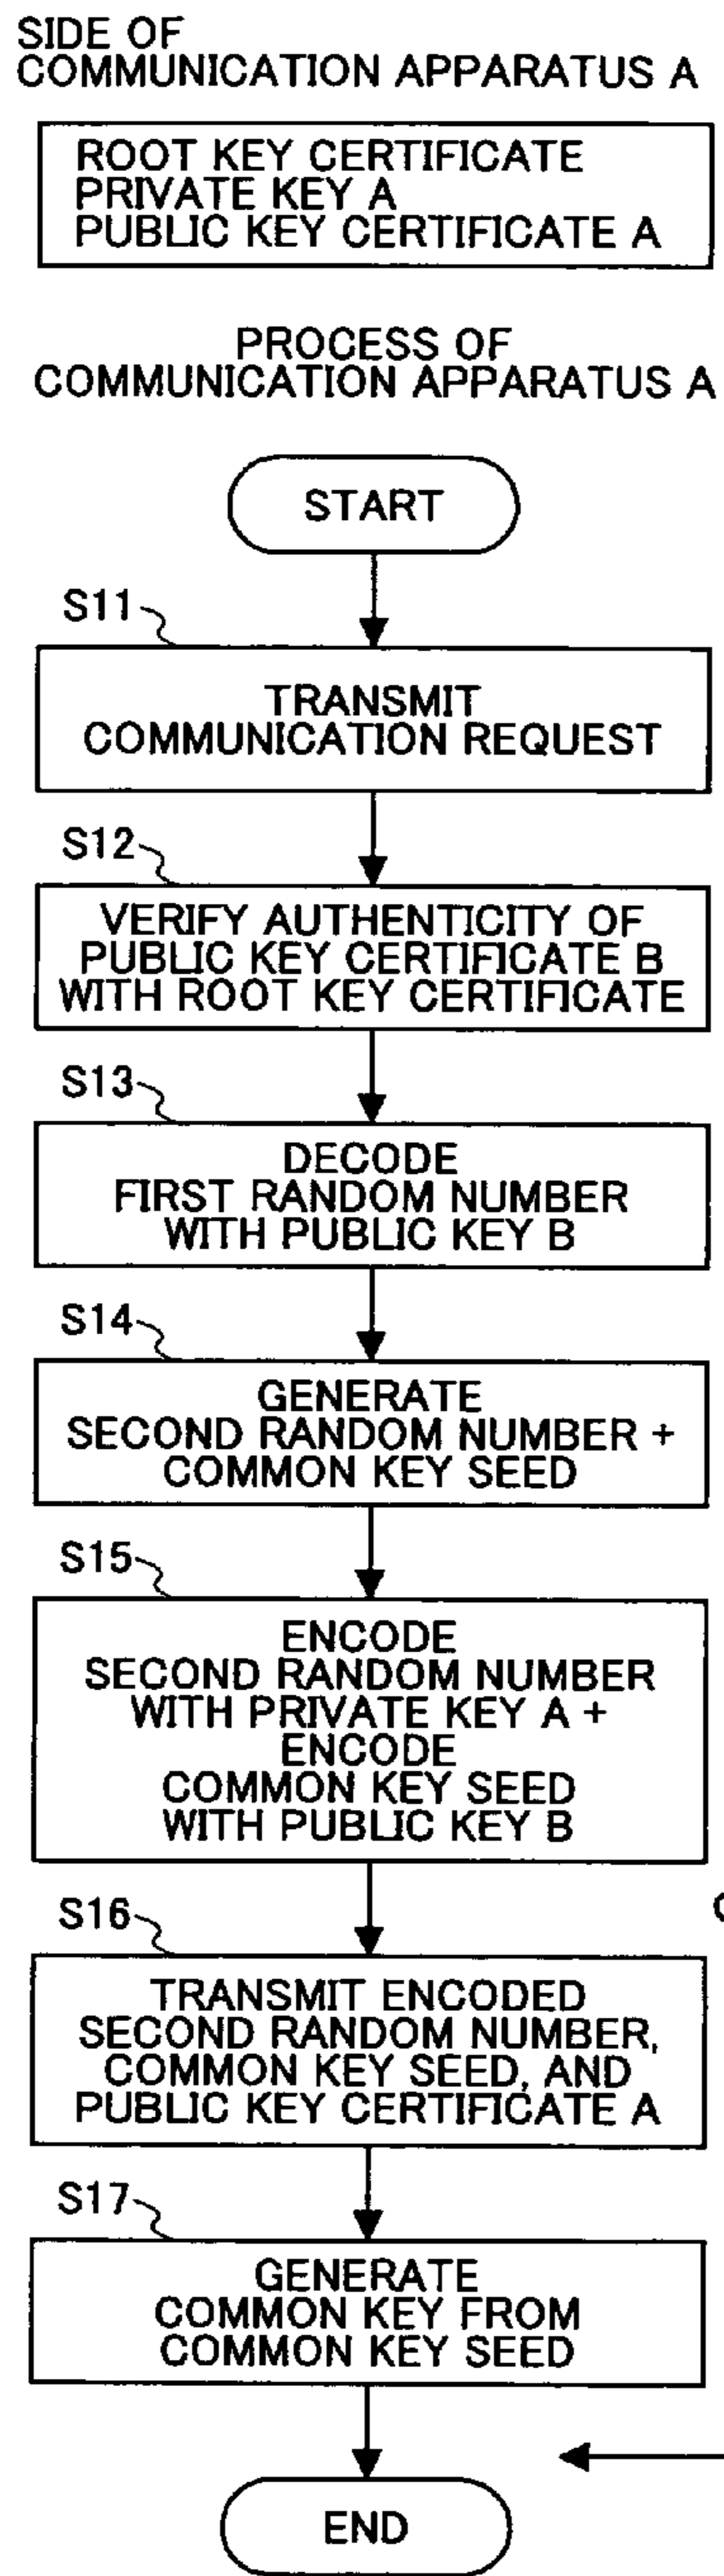 SIDE OF
COMMUNICATION APPARATUS A
ROOT KEY CERTIFICATE
PRIVATE KEY A
PUBLIC KEY CERTIFICATE A
PROCESS OF
COMMUNICATION APPARATUS A
START
S11
TRANSMIT
COMMUNICATION REQUEST
S12
VERIFY AUTHENTICITY OF
PUBLIC KEY CERTIFICATE B
WITH ROOT KEY CERTIFICATE
S13
DECODE
FIRST RANDOM NUMBER
WITH PUBLIC KEY B
S14
GENERATE
SECOND RANDOM NUMBER +
COMMON KEY SEED
S15
ENCODE
SECOND RANDOM NUMBER
WITH PRIVATE KEY A +
ENCODE
COMMON KEY SEED
WITH PUBLIC KEY B
S16
TRANSMIT ENCODED
SECOND RANDOM NUMBER,
COMMON KEY SEED, AND
PUBLIC KEY CERTIFICATE A
S17
GENERATE
COMMON KEY FROM
COMMON KEY SEED
END